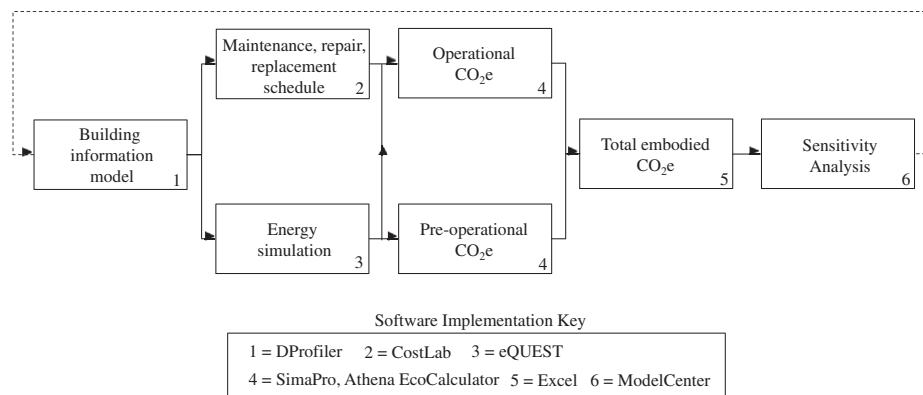 Maintenance, repair,
replacement
schedule
2
Operational
CO₂e
4
Building
information
model
1
Total embodied
CO₂e
5
Sensitivity
Analysis
6
Energy
simulation
3
Pre-operational
CO₂e
4
Software Implementation Key
1 = DProfiler 2 = CostLab 3 = eQUEST
4 = SimaPro, Athena EcoCalculator 5 = Excel 6 = ModelCenter